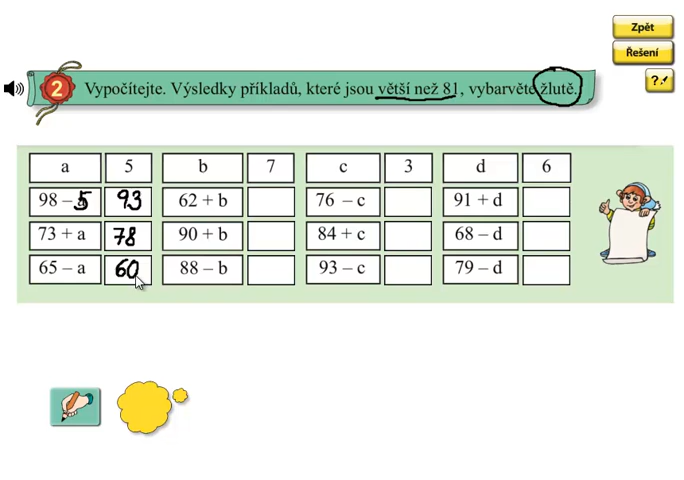 Zpět
Řešení
?
2 Vypočítejte. Výsledky příkladů, které jsou větší než 81, vybarvěte žlutě.
a 5 b 7 c 3 d 6
98 – 5 93 62 + b 76 – c 91 + d
73 + a 78 90 + b 84 + c 68 – d
65 – a 60 88 – b 93 – c 79 – d